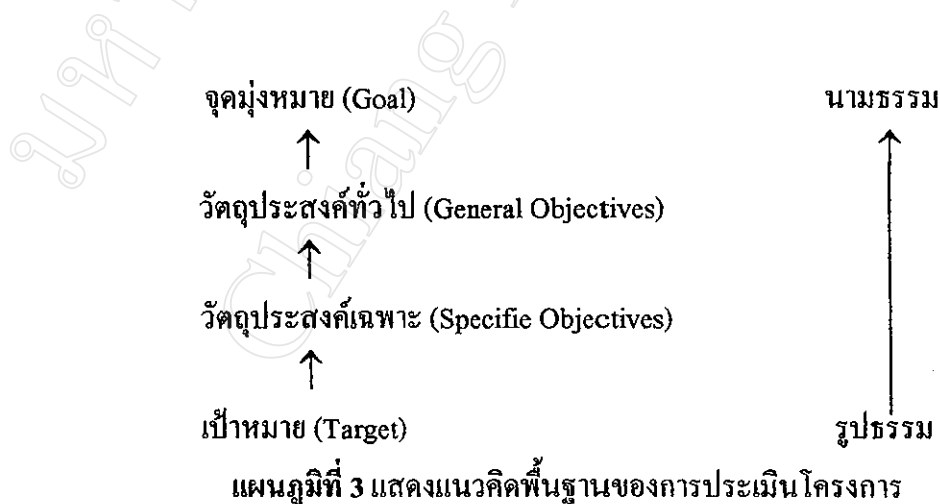 จุดมุ่งหมาย (Goal) นามธรรม
วัตถุประสงค์ทั่วไป (General Objectives)
วัตถุประสงค์เฉพาะ (Specifie Objectives)
เป้าหมาย (Target) รูปธรรม
แผนภูมิที่ 3 แสดงแนวคิดพื้นฐานของการประเมินโครงการ
Chiang